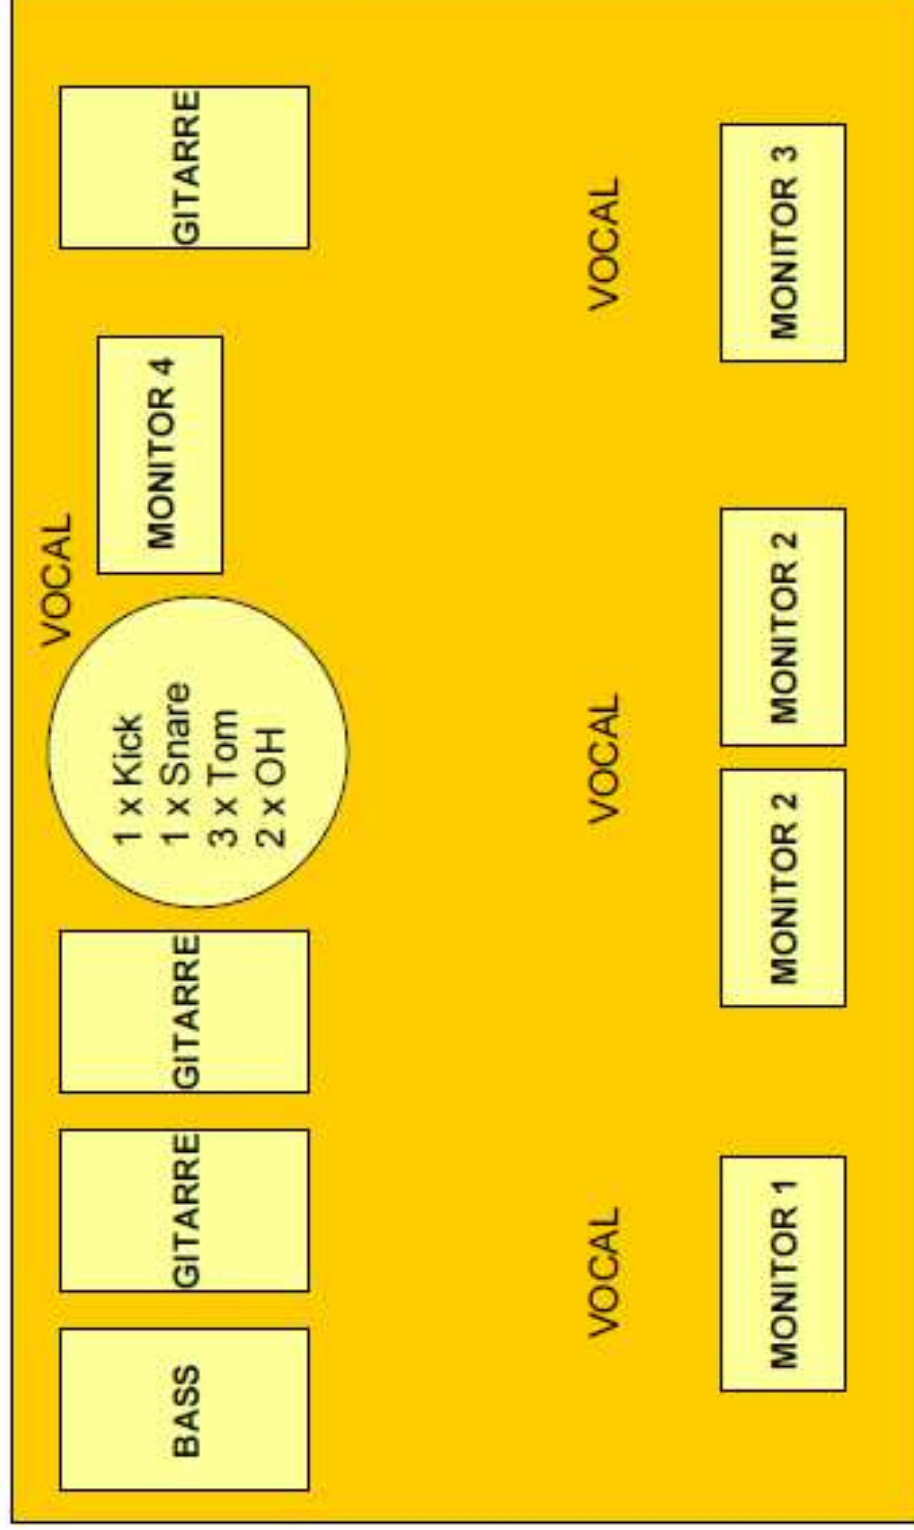 VOCAL
BASS
GITARRE
GITARRE
1 x Kick
1 x Snare
3 x Tom
2 x OH
MONITOR 4
GITARRE
VOCAL
VOCAL
VOCAL
MONITOR 1
MONITOR 2
MONITOR 2
MONITOR 3